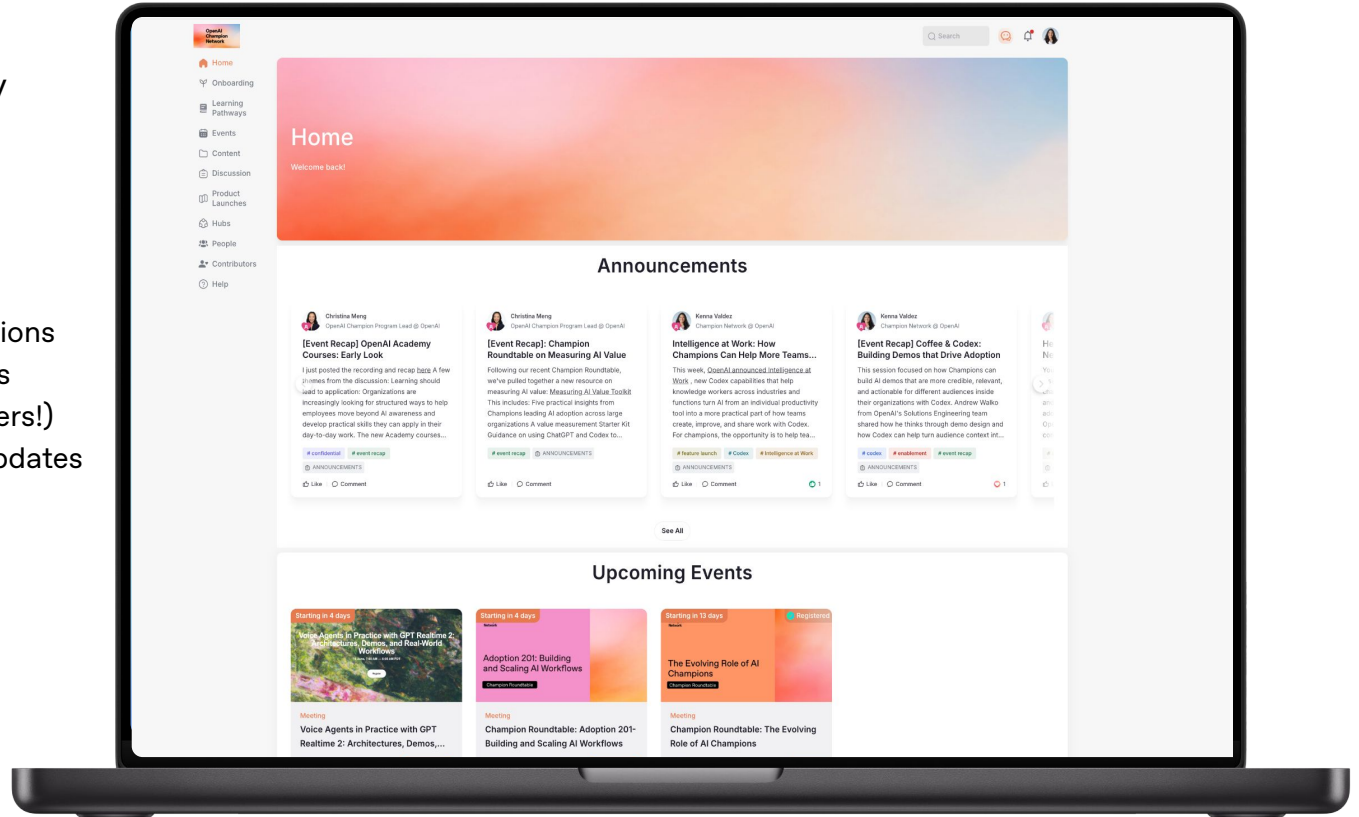 ions
s
ers!)
pdates
OpenAI
Champion
Network
Search
Home
Onboarding
Learning
Pathways
Events
Content
Discussion
Product
Launches
Hubs
People
Contributors
Help
Home
Welcome back!
Announcements
Christina Meng
OpenAI Champion Program Lead @ OpenAI
[Event Recap] OpenAI Academy
Courses: Early Look
I just posted the recording and recap here A few
themes from the discussion: Learning should
lead to application: Organizations are
increasingly looking for structured ways to help
employees move beyond AI awareness and
develop practical skills they can apply in their
day-to-day work. The new Academy courses...
# confidential # event recap
ANNOUNCEMENTS
Like Comment
Christina Meng
OpenAI Champion Program Lead @ OpenAI
[Event Recap]: Champion
Roundtable on Measuring AI Value
Following our recent Champion Roundtable,
we've pulled together a new resource on
measuring AI value: Measuring AI Value Toolkit
This includes: Five practical insights from
Champions leading AI adoption across large
organizations A value measurement Starter Kit
Guidance on using ChatGPT and Codex to...
# event recap ANNOUNCEMENTS
Like Comment
Kenna Valdez
Champion Network @ OpenAI
Intelligence at Work: How
Champions Can Help More Teams...
This week, OpenAI announced Intelligence at
Work , new Codex capabilities that help
knowledge workers across industries and
functions turn AI from an individual productivity
tool into a more practical part of how teams
create, improve, and share work with Codex.
For champions, the opportunity is to help tea...
# feature launch # Codex # Intelligence at Work
ANNOUNCEMENTS
Like Comment 1
Kenna Valdez
Champion Network @ OpenAI
[Event Recap] Coffee & Codex:
Building Demos that Drive Adoption
This session focused on how Champions can
build AI demos that are more credible, relevant,
and actionable for different audiences inside
their organizations with Codex. Andrew Walko
from OpenAI's Solutions Engineering team
shared how he thinks through demo design and
how Codex can help turn audience context int...
# codex # enablement # event recap
ANNOUNCEMENTS
Like Comment 1
See All
Upcoming Events
Starting in 4 days
Voice Agents in Practice with GPT Realtime 2:
Architectures, Demos, and Real-World
Workflows
Meeting
Voice Agents in Practice with GPT
Realtime 2: Architectures, Demos,...
Starting in 4 days
Network
Adoption 201: Building
and Scaling AI Workflows
Champion Roundtable
Meeting
Champion Roundtable: Adoption 201-
Building and Scaling AI Workflows
Starting in 13 days
Registered
Network
The Evolving Role of AI
Champions
Champion Roundtable
Meeting
Champion Roundtable: The Evolving
Role of AI Champions